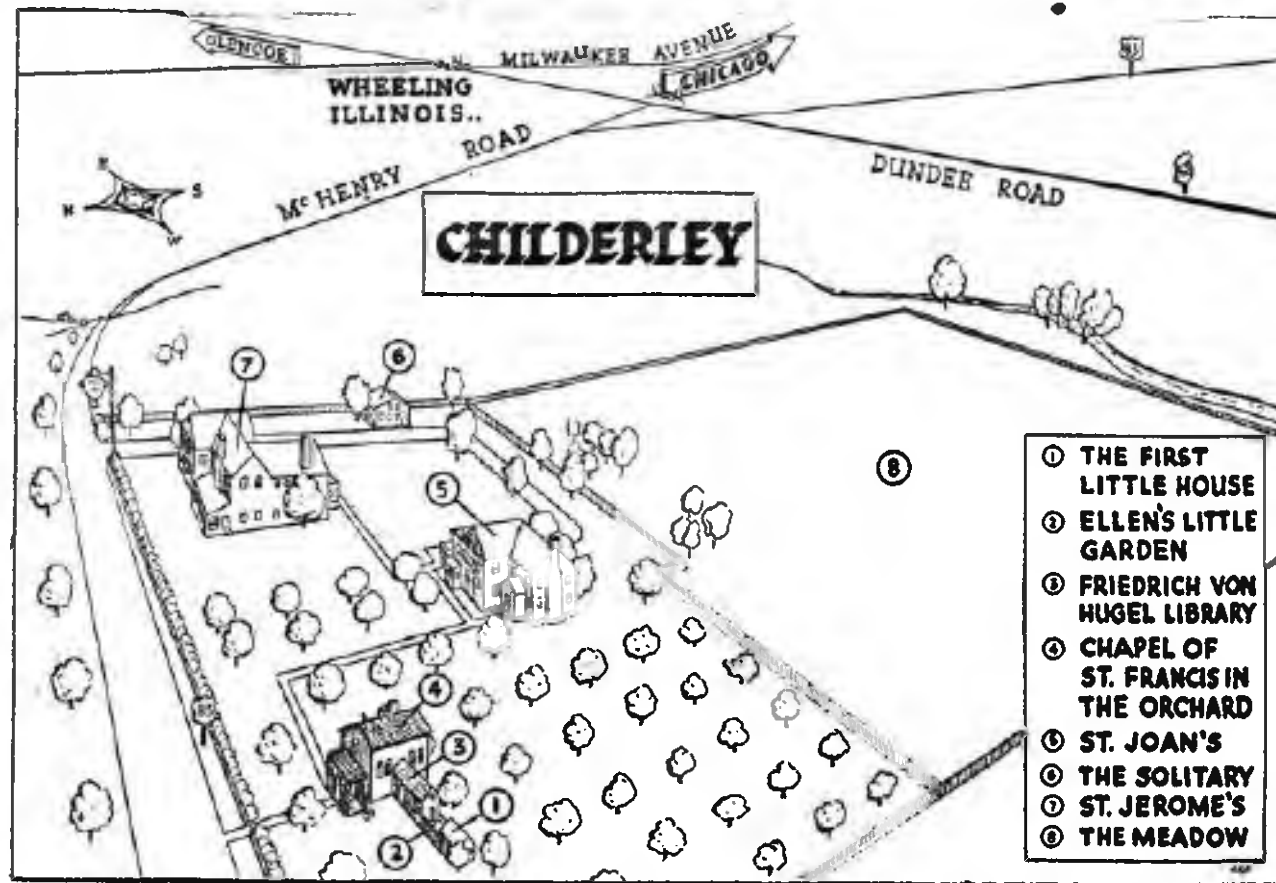 GLENCOE
MILWAUKEE AVENUE
CHICAGO
WHEELING
ILLINOIS..
McHENRY ROAD
DUNDEE ROAD
N
S
W
CHILDERLEY
⑦
⑥
⑤
⑧
④
③
①
②
① THE FIRST
LITTLE HOUSE
② ELLEN'S LITTLE
GARDEN
③ FRIEDRICH VON
HUGEL LIBRARY
④ CHAPEL OF
ST. FRANCIS IN
THE ORCHARD
⑤ ST. JOAN'S
⑥ THE SOLITARY
⑦ ST. JEROME'S
⑧ THE MEADOW